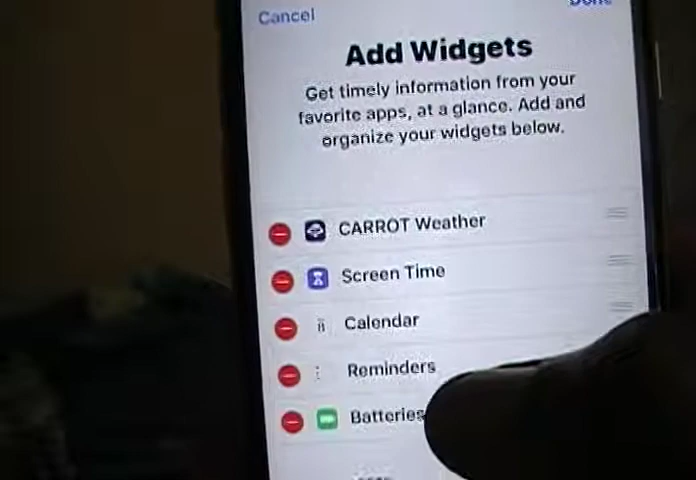 Cancel
Done
Add Widgets
Get timely information from your
favorite apps, at a glance. Add and
organize your widgets below.
CARROT Weather
Screen Time
Calendar
Reminders
Batteries